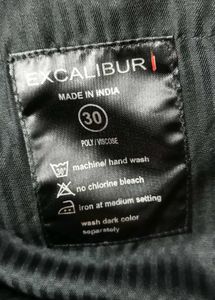 EXCALIBUR
MADE IN INDIA
30
POLY/VISCOSE
30° machine/ hand wash
no chlorine bleach
iron at medium setting
wash dark color
separately